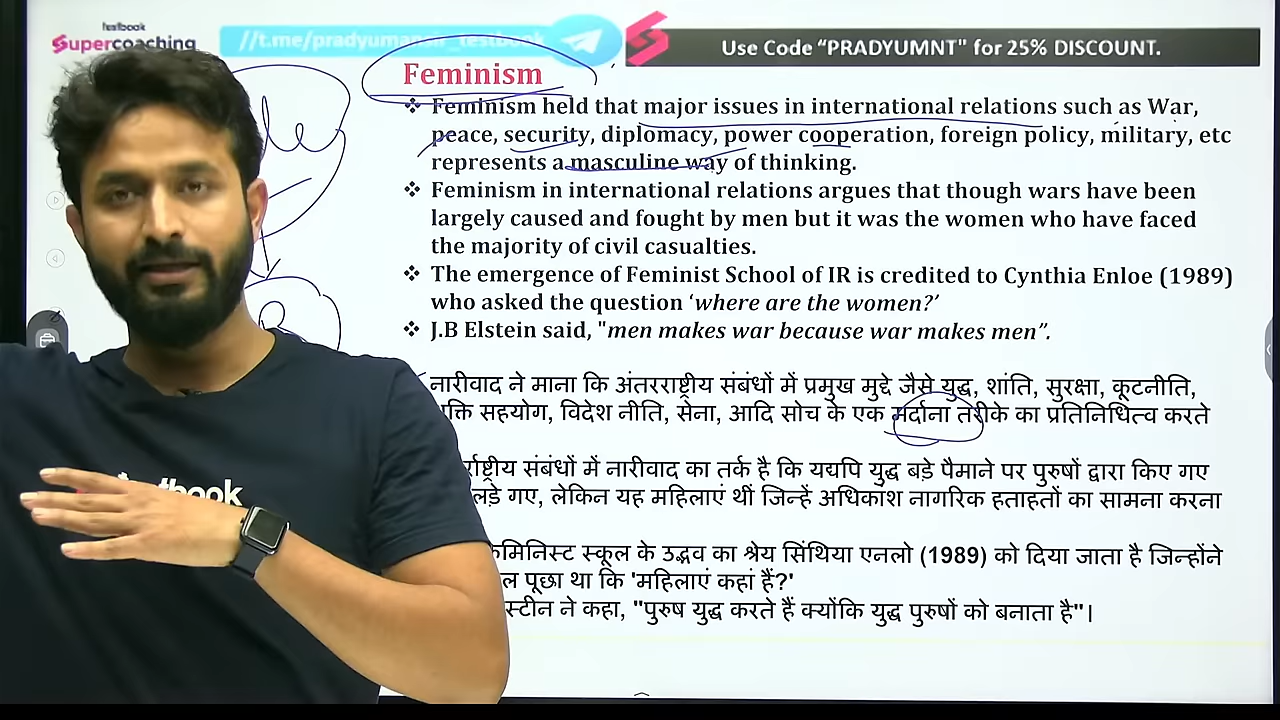 testbook
Supercoaching
//t.me/pradyumansir_testbook
Use Code “PRADYUMNT" for 25% DISCOUNT.
Feminism
❖ Feminism held that major issues in international relations such as War,
peace, security, diplomacy, power cooperation, foreign policy, military, etc
represents a masculine way of thinking.
❖ Feminism in international relations argues that though wars have been
largely caused and fought by men but it was the women who have faced
the majority of civil casualties.
❖ The emergence of Feminist School of IR is credited to Cynthia Enloe (1989)
who asked the question ‘where are the women?’
❖ J.B Elstein said, "men makes war because war makes men”.
नारीवाद ने माना कि अंतरराष्ट्रीय संबंधों में प्रमुख मुद्दे जैसे युद्ध, शांति, सुरक्षा, कूटनीति,
सहयोग, विदेश नीति, सेना, आदि सोच के एक मर्दाना तरीके का प्रतिनिधित्व करते
संबंधों में नारीवाद का तर्क है कि यद्यपि युद्ध बड़े पैमाने पर पुरुषों द्वारा किए गए
लड़े गए, लेकिन यह महिलाएं थीं जिन्हें अधिकाश नागरिक हताहतों का सामना करना
स्कूल के उद्भव का श्रेय सिंथिया एनलो (1989) को दिया जाता है जिन्होंने
पूछा था कि 'महिलाएं कहां हैं?'
ने कहा, "पुरुष युद्ध करते हैं क्योंकि युद्ध पुरुषों को बनाता है"।